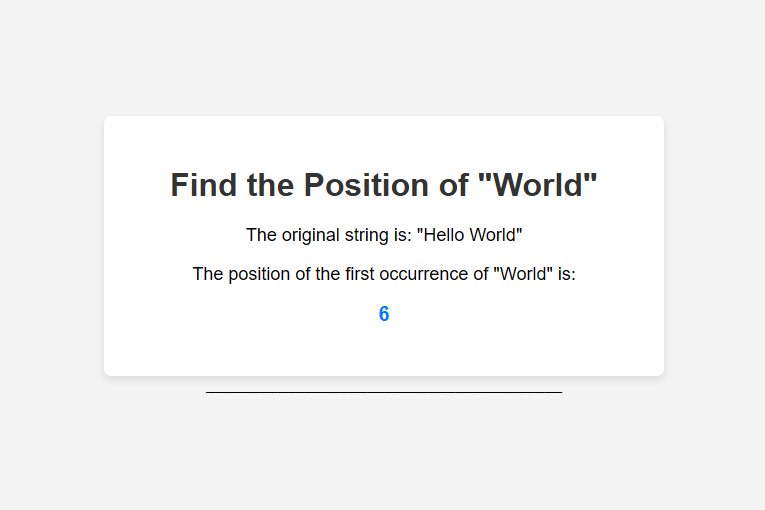 Find the Position of "World"
The original string is: "Hello World"
The position of the first occurrence of "World" is:
6